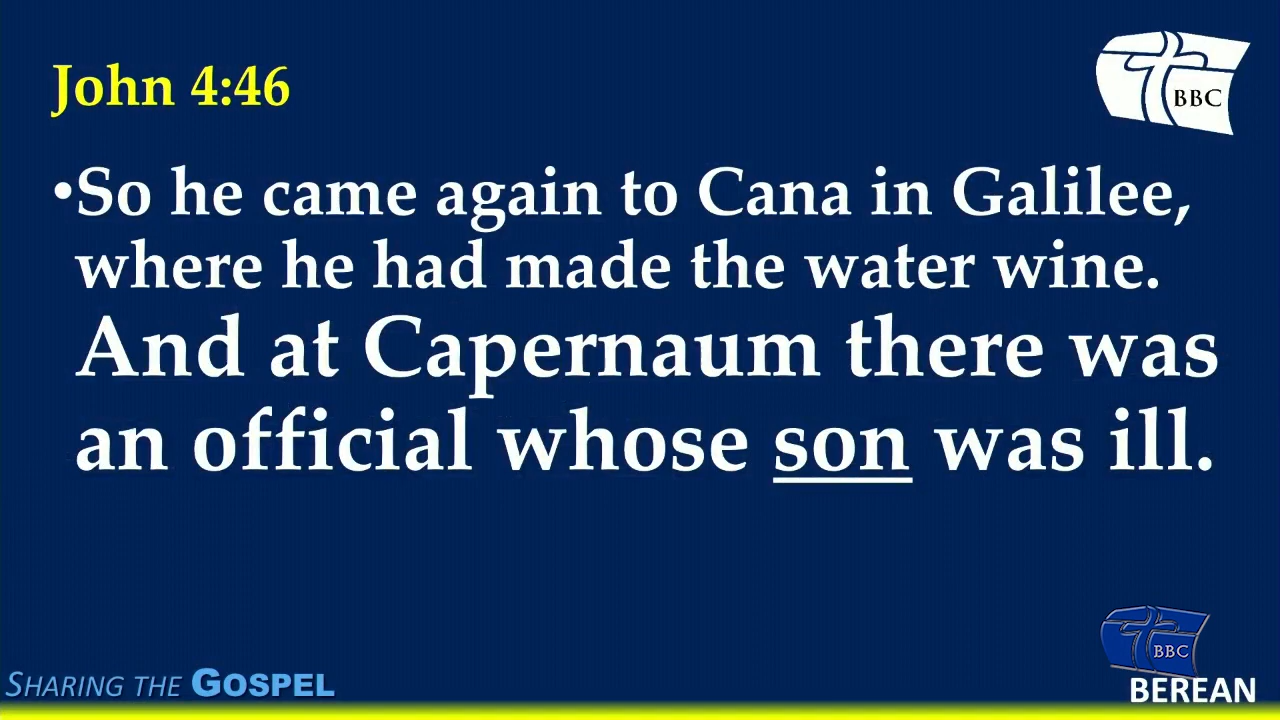 John 4:46
BBC
•So he came again to Cana in Galilee,
where he had made the water wine.
And at Capernaum there was
an official whose son was ill.
BBC
SHARING THE GOSPEL
BEREAN